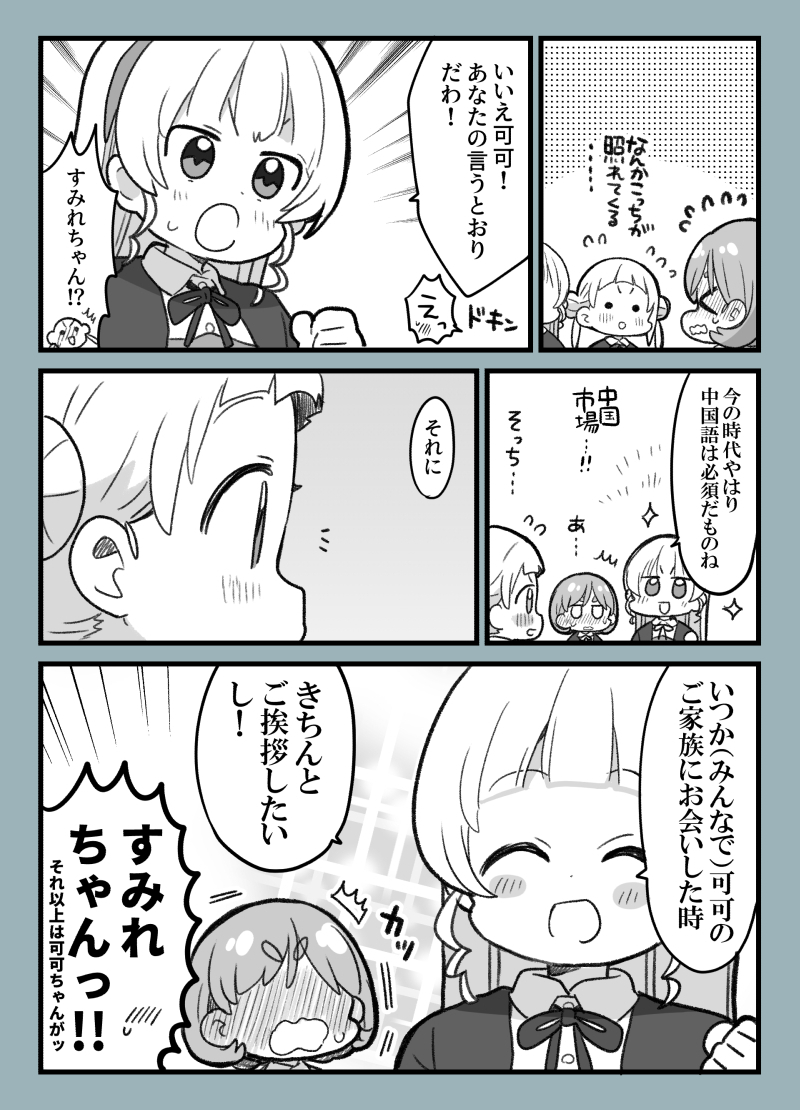 なんかこっちが
照れてくる
……
いいえ可可！
あなたの言うとおり
だわ！
えっ
ドキン
すみれちゃん!?
今の時代やはり
中国語は必須だものね
中国
市場…!!
そっち…
あ…
それに
いつか(みんなで)可可の
ご家族にお会いした時
きちんと
ご挨拶したい
し！
カッ
すみれ
ちゃんっ!!
それ以上は可可ちゃんがッ